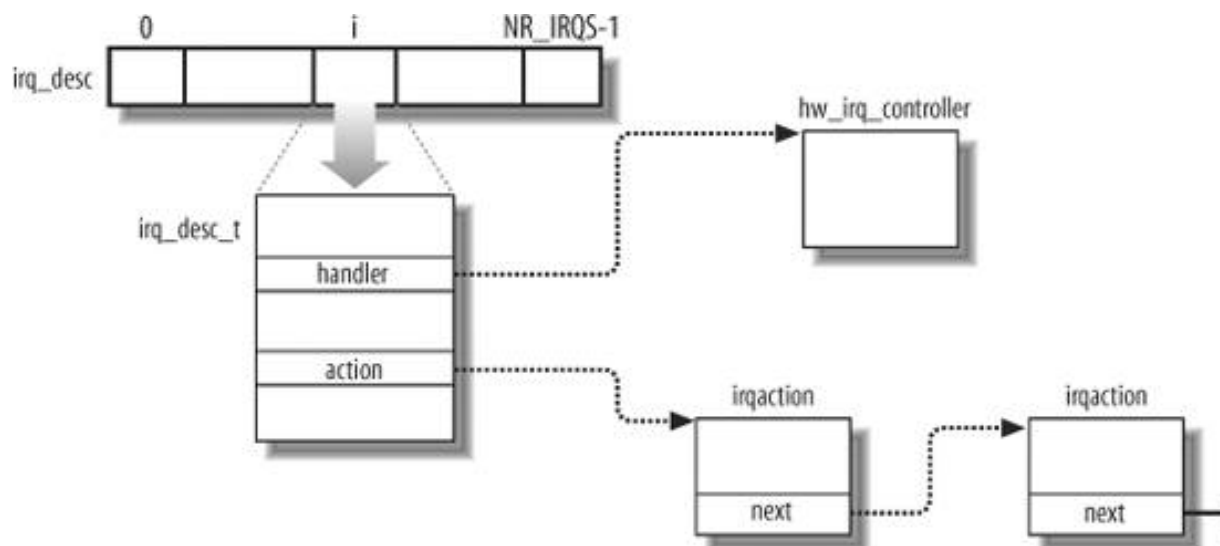 0 i NR_IRQS-1
irq_desc
hw_irq_controller
irq_desc_t
handler
action
irqaction irqaction
next next